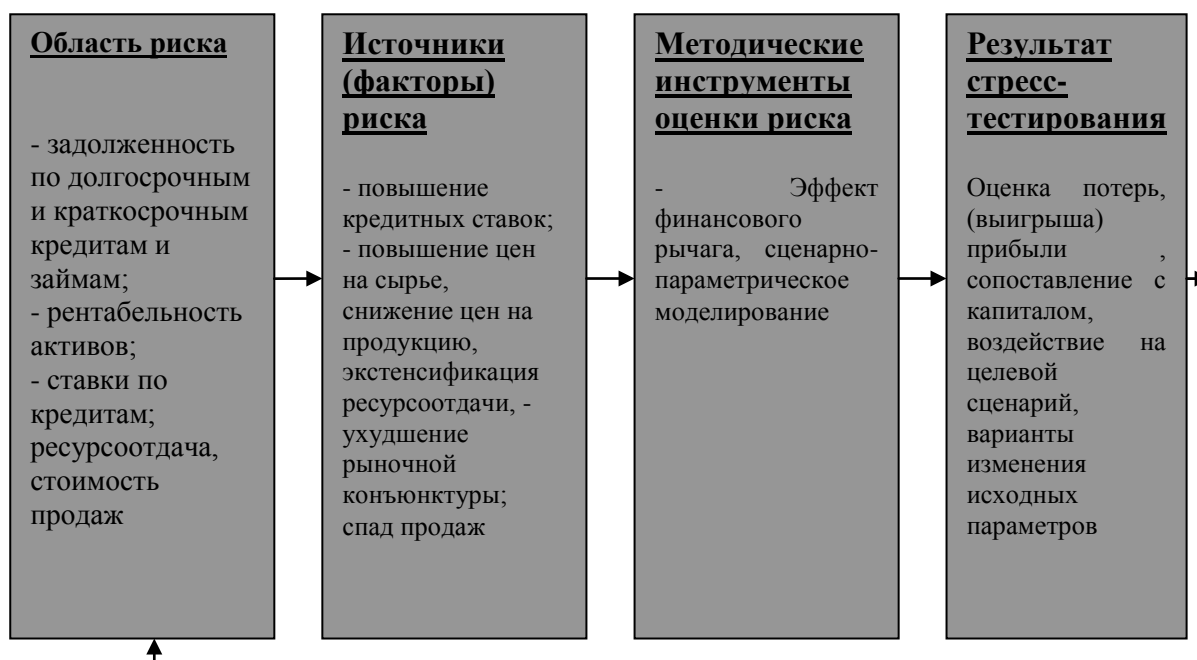 Область риска
- задолженность
по долгосрочным
и краткосрочным
кредитам и
займам;
- рентабельность
активов;
- ставки по
кредитам;
ресурсоотдача,
стоимость
продаж
Источники
(факторы)
риска
- повышение
кредитных ставок;
- повышение цен
на сырье,
снижение цен на
продукцию,
экстенсификация
ресурсоотдачи, -
ухудшение
рыночной
конъюнктуры;
спад продаж
Методические
инструменты
оценки риска
- Эффект
финансового
рычага, сценарно-
параметрическое
моделирование
Результат
стресс-
тестирования
Оценка потерь,
(выигрыша)
прибыли ,
сопоставление с
капиталом,
воздействие на
целевой
сценарий,
варианты
изменения
исходных
параметров